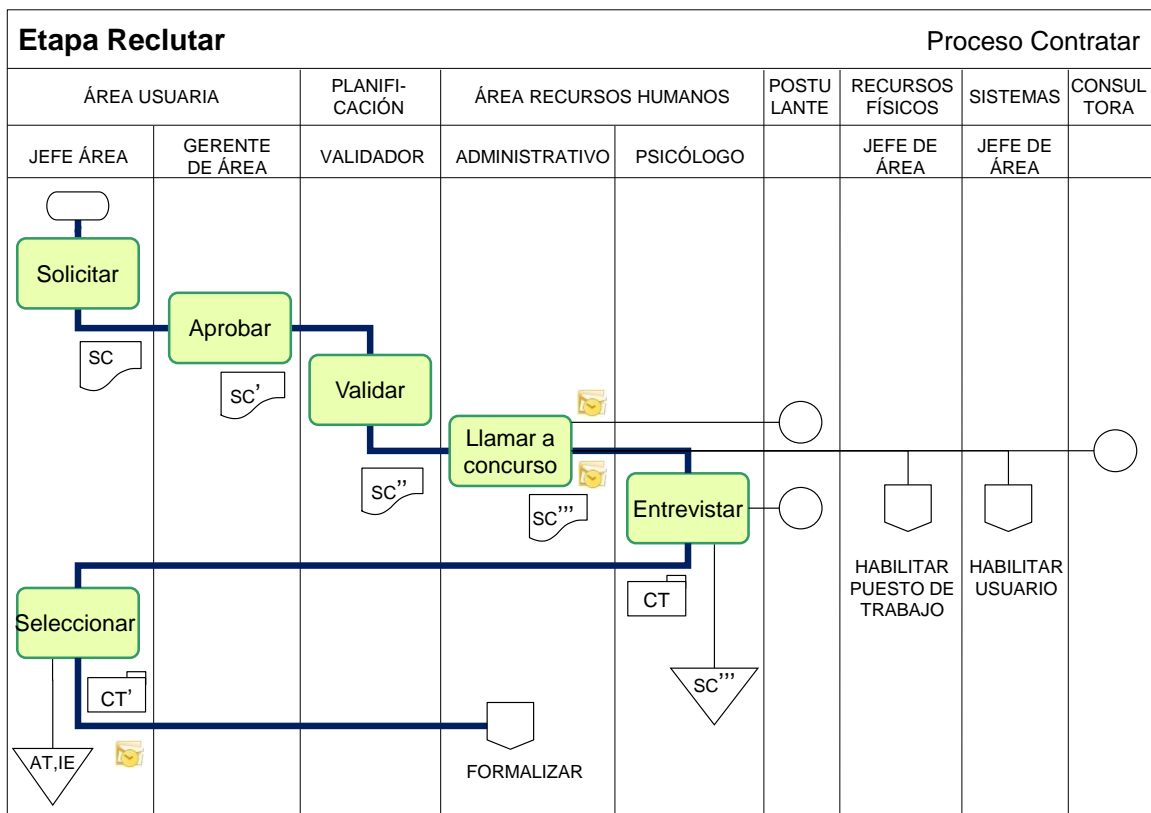 Etapa Reclutar
Proceso Contratar
ÁREA USUARIA
PLANIFI-
CACIÓN
ÁREA RECURSOS HUMANOS
POSTU
LANTE
RECURSOS
FÍSICOS
SISTEMAS
CONSUL
TORA
JEFE ÁREA
GERENTE
DE ÁREA
VALIDADOR
ADMINISTRATIVO
PSICÓLOGO
JEFE DE
ÁREA
JEFE DE
ÁREA
Solicitar
Aprobar
SC
SC'
Validar
Llamar a
concurso
SC''
SC'''
Entrevistar
HABILITAR
PUESTO DE
TRABAJO
HABILITAR
USUARIO
CT
Seleccionar
SC'''
CT'
AT,IE
FORMALIZAR